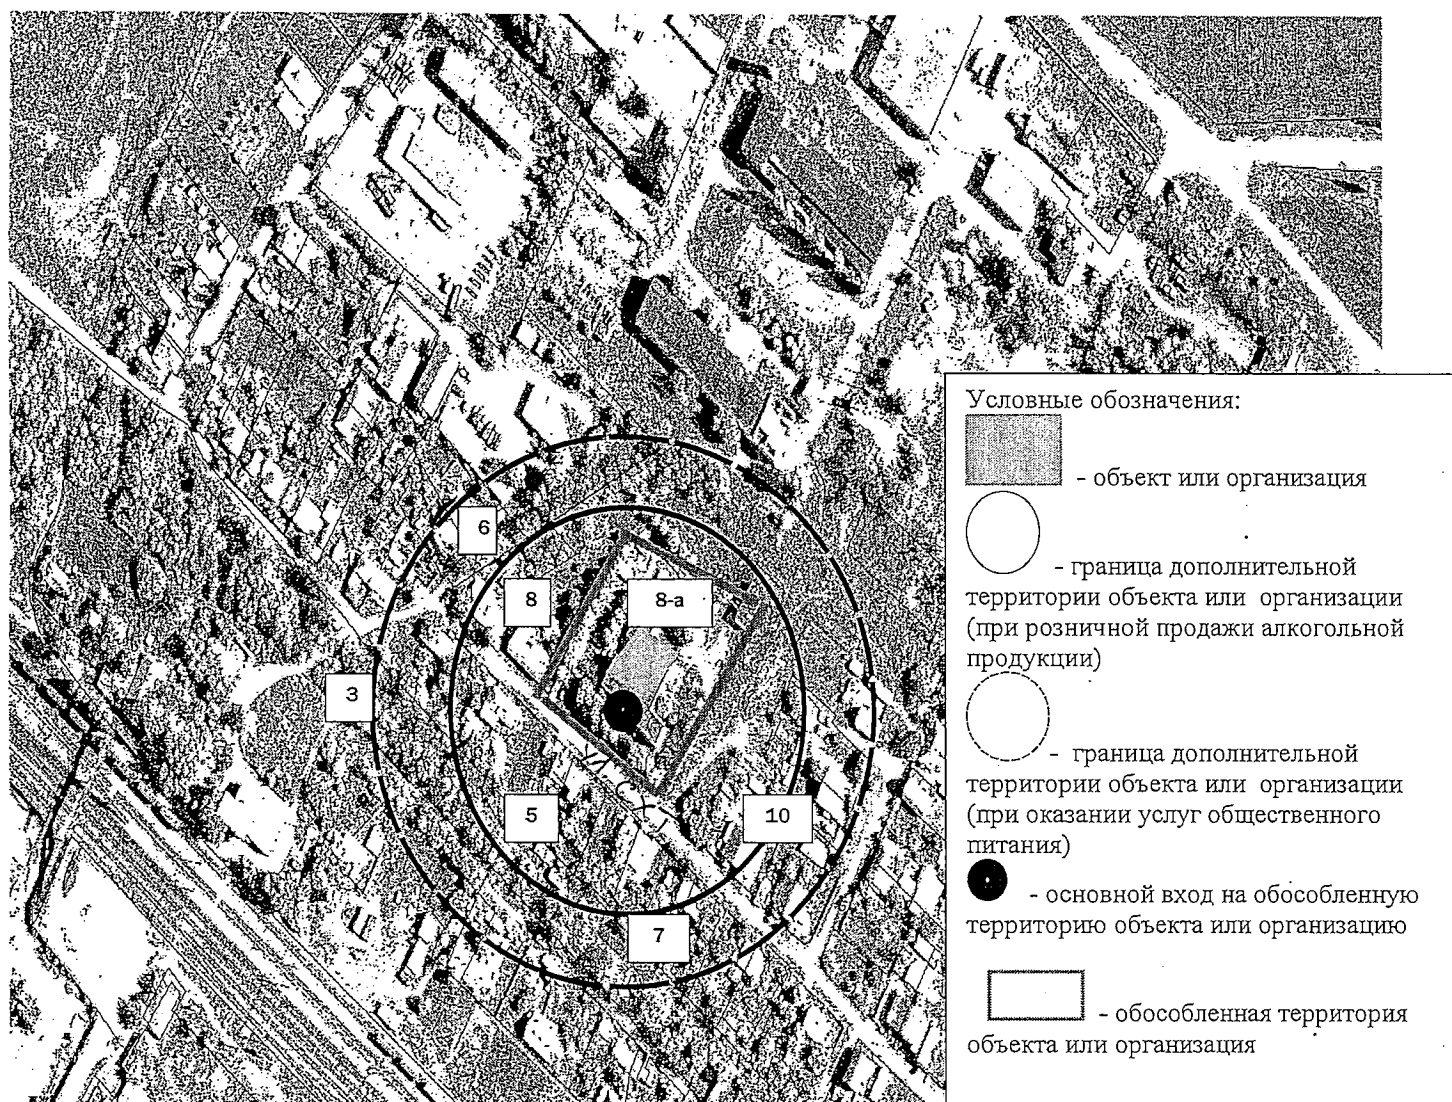 6
8
8-а
3
5
10
7
Условные обозначения:
- объект или организация
- граница дополнительной
территории объекта или организации
(при розничной продажи алкогольной
продукции)
- граница дополнительной
территории объекта или организации
(при оказании услуг общественного
питания)
- основной вход на обособленную
территорию объекта или организацию
- обособленная территория
объекта или организация